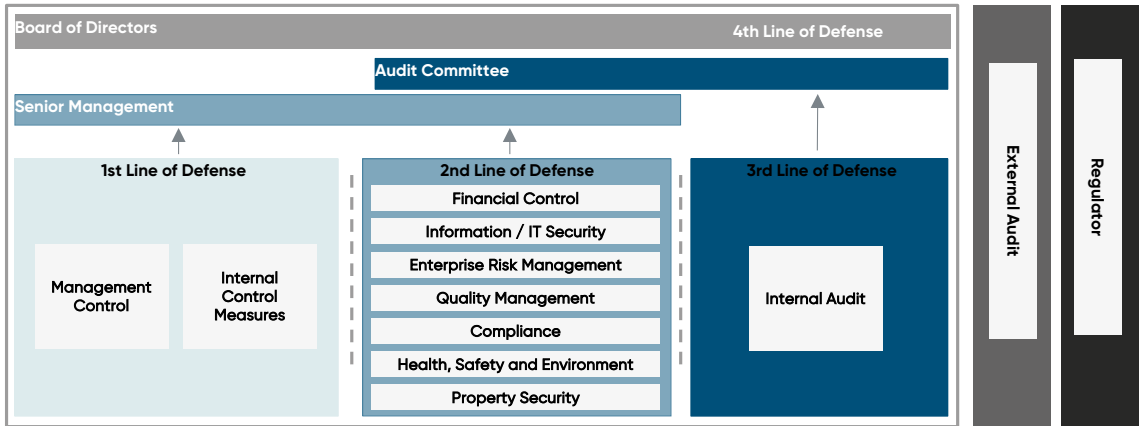 Board of Directors
4th Line of Defense
Audit Committee
Senior Management
1st Line of Defense
Management
Control
Internal
Control
Measures
2nd Line of Defense
Financial Control
Information / IT Security
Enterprise Risk Management
Quality Management
Compliance
Health, Safety and Environment
Property Security
3rd Line of Defense
Internal Audit
External Audit
Regulator